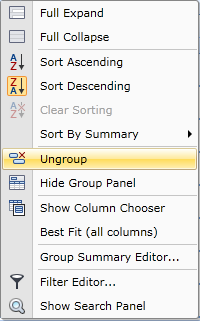 Full Expand
Full Collapse
Sort Ascending
Sort Descending
Clear Sorting
Sort By Summary
Ungroup
Hide Group Panel
Show Column Chooser
Best Fit (all columns)
Group Summary Editor...
Filter Editor...
Show Search Panel